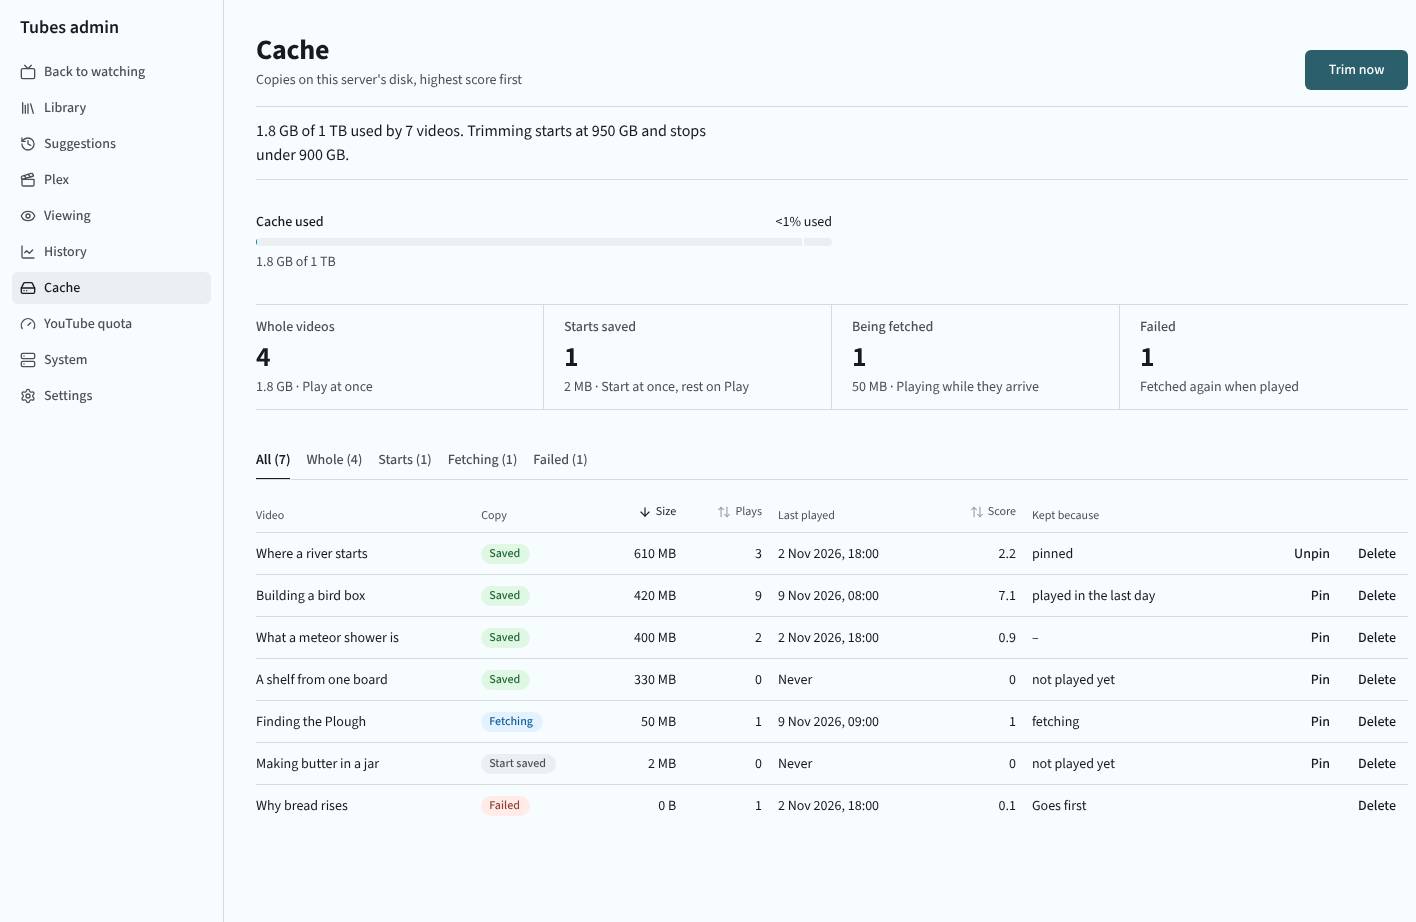 Tubes admin
Back to watching
Library
Suggestions
Plex
Viewing
History
Cache
YouTube quota
System
Settings
Cache
Copies on this server's disk, highest score first
Trim now
1.8 GB of 1 TB used by 7 videos. Trimming starts at 950 GB and stops
under 900 GB.
Cache used <1% used
1.8 GB of 1 TB
Whole videos
4
1.8 GB · Play at once
Starts saved
1
2 MB · Start at once, rest on Play
Being fetched
1
50 MB · Playing while they arrive
Failed
1
Fetched again when played
All (7) Whole (4) Starts (1) Fetching (1) Failed (1)
Video Copy Size Plays Last played Score Kept because
Where a river starts Saved 610 MB 3 2 Nov 2026, 18:00 2.2 pinned Unpin Delete
Building a bird box Saved 420 MB 9 9 Nov 2026, 08:00 7.1 played in the last day Pin Delete
What a meteor shower is Saved 400 MB 2 2 Nov 2026, 18:00 0.9 – Pin Delete
A shelf from one board Saved 330 MB 0 Never 0 not played yet Pin Delete
Finding the Plough Fetching 50 MB 1 9 Nov 2026, 09:00 1 fetching Pin Delete
Making butter in a jar Start saved 2 MB 0 Never 0 not played yet Pin Delete
Why bread rises Failed 0 B 1 2 Nov 2026, 18:00 0.1 Goes first Delete